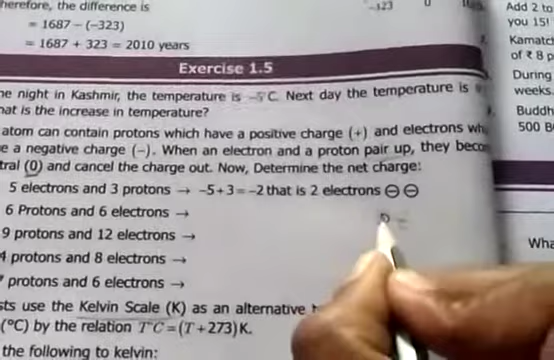 herefore, the difference is
= 1687 – (–323)
= 1687 + 323 = 2010 years
–123
0
Add 2 to
you 15!
Kamatch
of ₹ 8 p
During
weeks.
Buddh
500 B
Wha
Exercise 1.5
ne night in Kashmir, the temperature is –5°C. Next day the temperature is
hat is the increase in temperature?
atom can contain protons which have a positive charge (+) and electrons wh
e a negative charge (–). When an electron and a proton pair up, they becom
tral (0) and cancel the charge out. Now, Determine the net charge:
5 electrons and 3 protons → –5+3=–2 that is 2 electrons ⊖ ⊖
6 Protons and 6 electrons →
9 protons and 12 electrons →
4 protons and 8 electrons →
protons and 6 electrons →
sts use the Kelvin Scale (K) as an alternative
(°C) by the relation T°C=(T+273)K.
the following to kelvin: